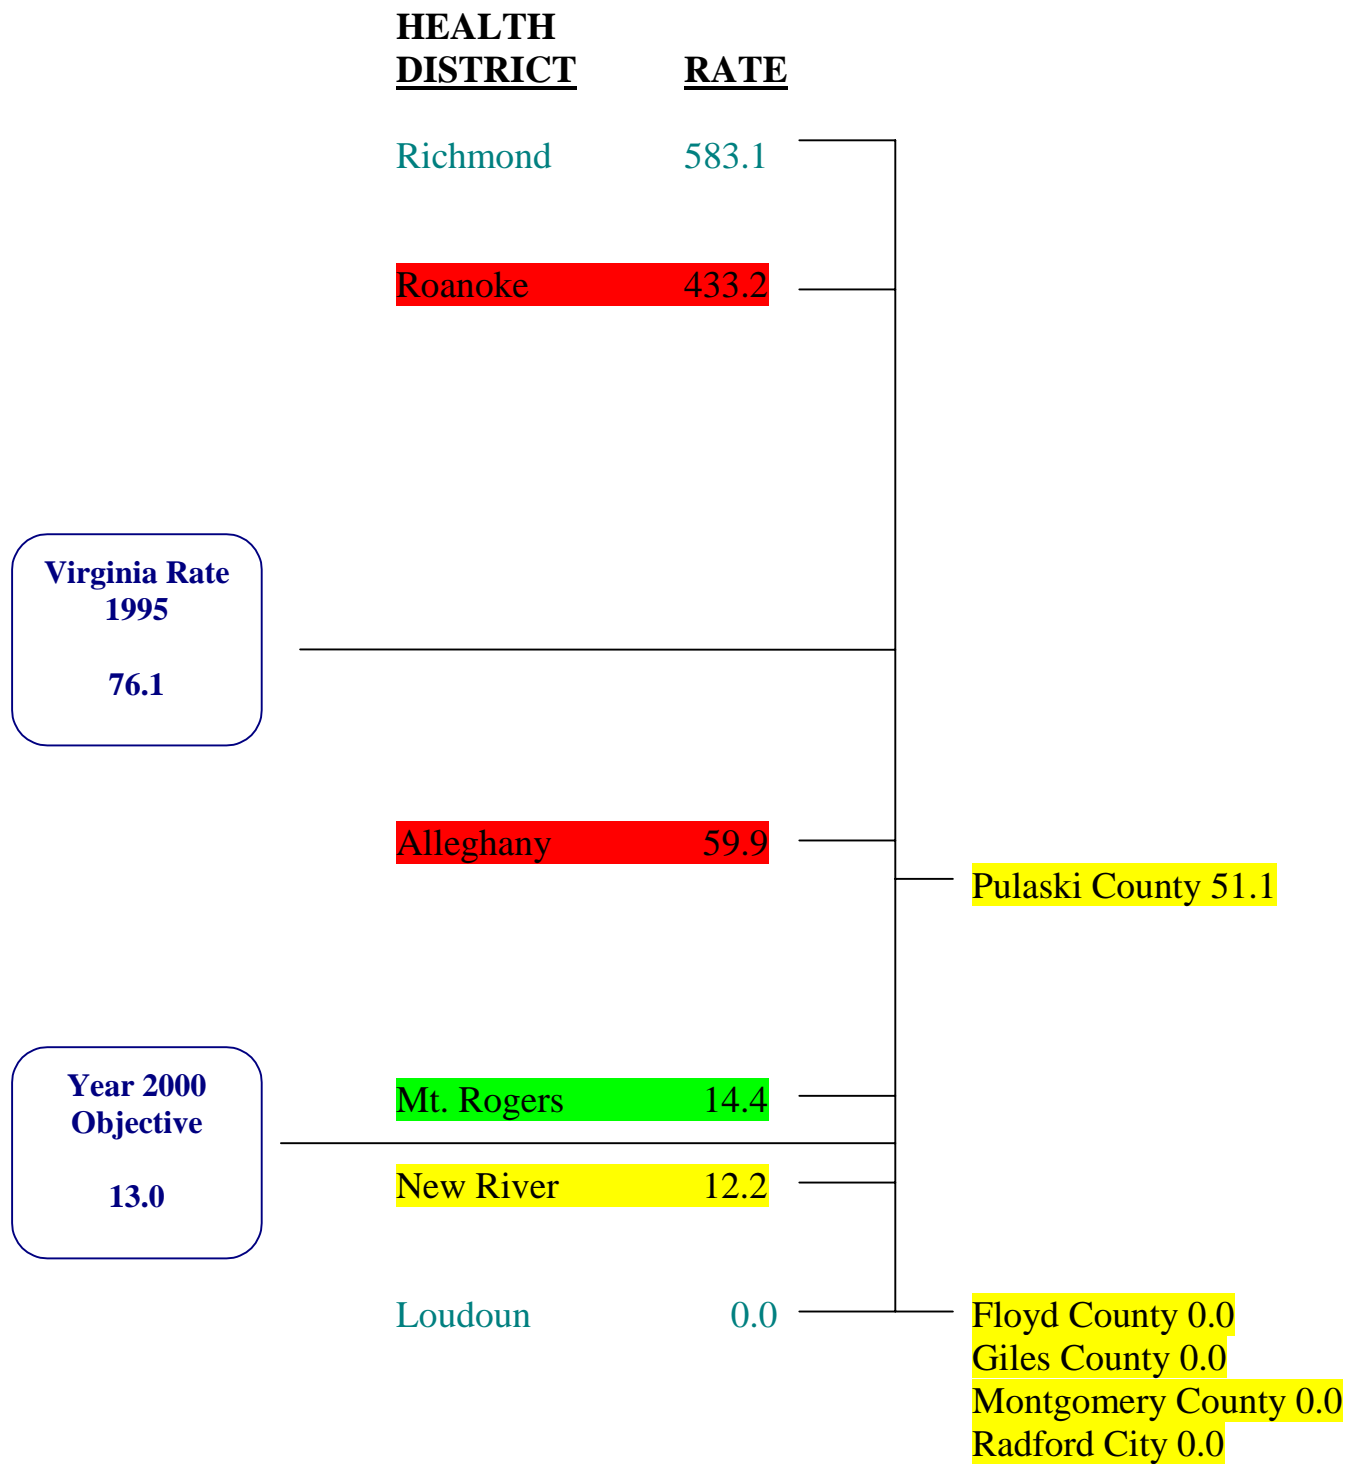 HEALTH
DISTRICT RATE
Richmond 583.1
Roanoke 433.2
Virginia Rate
1995
76.1
Alleghany 59.9
Pulaski County 51.1
Year 2000
Objective
13.0
Mt. Rogers 14.4
New River 12.2
Loudoun 0.0
Floyd County 0.0
Giles County 0.0
Montgomery County 0.0
Radford City 0.0